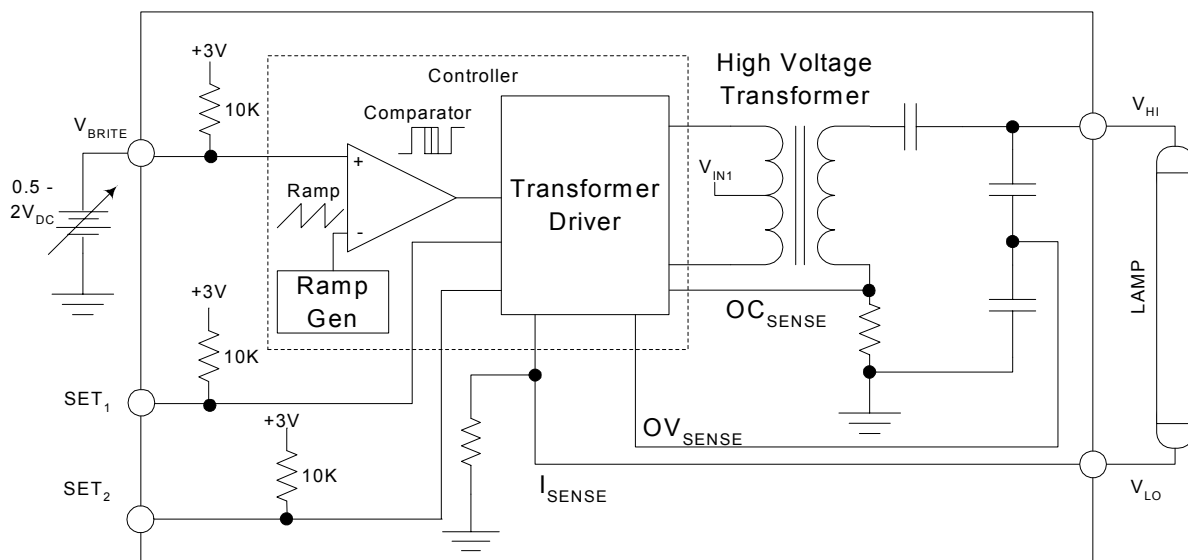 +3V
10K
V_BRITE
0.5 -
2V_DC
Controller
Comparator
+
Ramp
-
Ramp
Gen
Transformer
Driver
High Voltage
Transformer
V_IN1
V_HI
LAMP
OC_SENSE
+3V
10K
SET_1
+3V
10K
SET_2
OV_SENSE
I_SENSE
V_LO